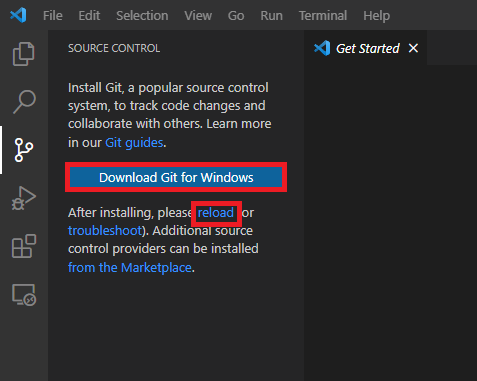 File Edit Selection View Go Run Terminal Help
SOURCE CONTROL
Get Started
Install Git, a popular source control
system, to track code changes and
collaborate with others. Learn more
in our Git guides.
Download Git for Windows
After installing, please reload or
troubleshoot). Additional source
control providers can be installed
from the Marketplace.